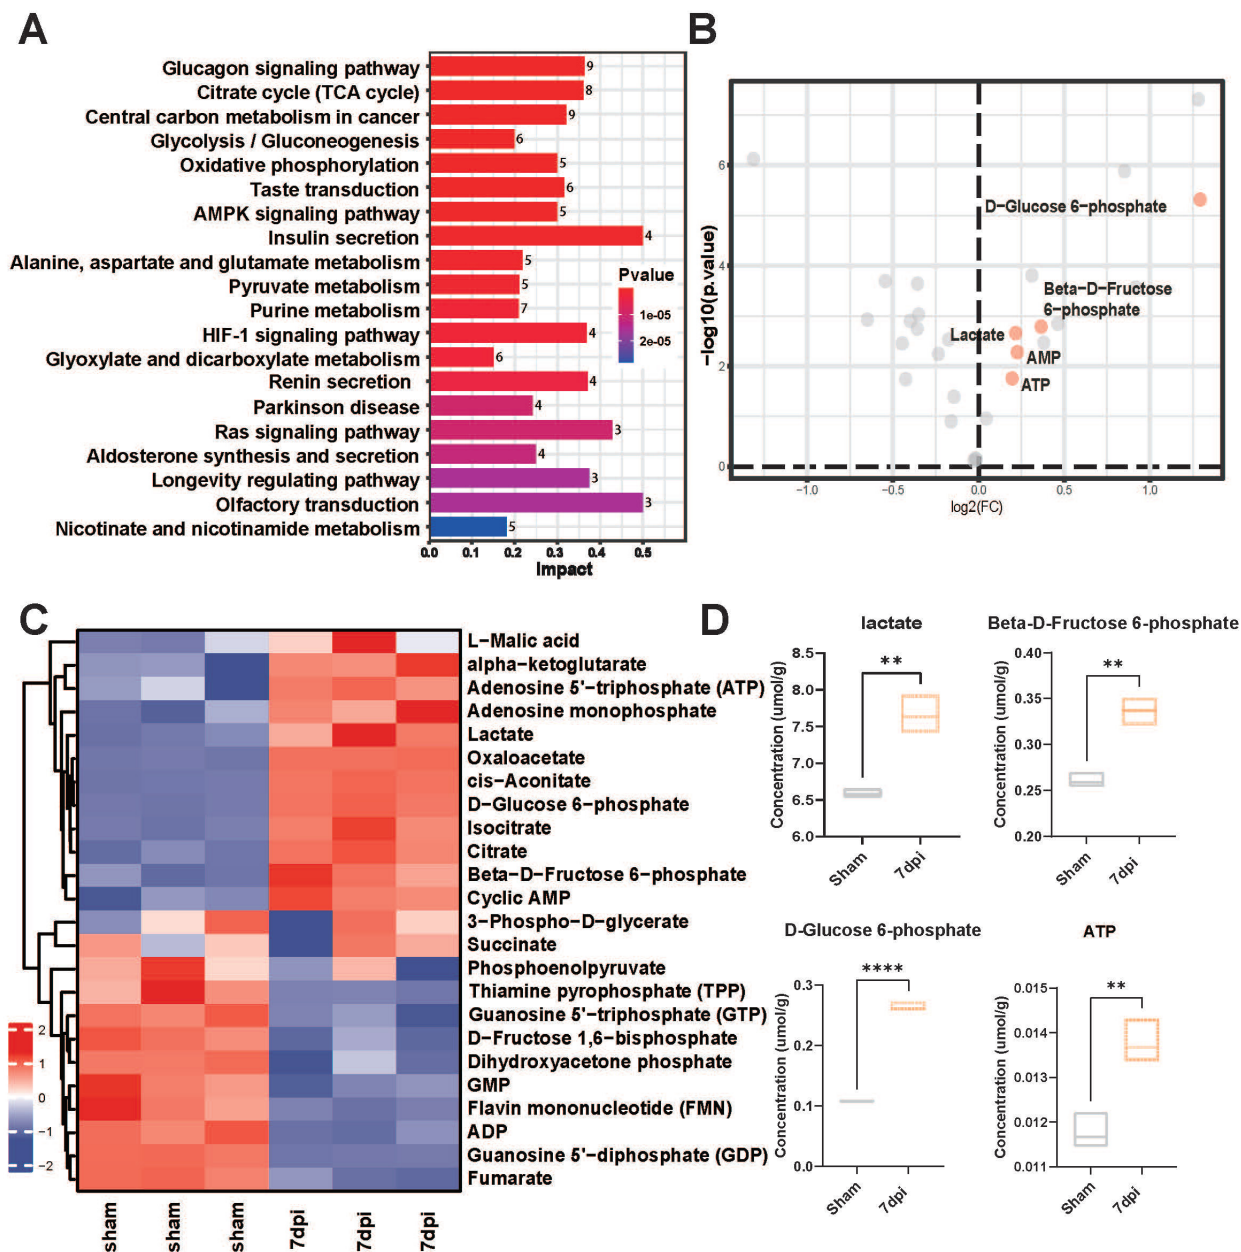 A
Glucagon signaling pathway 9
Citrate cycle (TCA cycle) 8
Central carbon metabolism in cancer 9
Glycolysis / Gluconeogenesis 6
Oxidative phosphorylation 5
Taste transduction 6
AMPK signaling pathway 5
Insulin secretion 4
Alanine, aspartate and glutamate metabolism 5
Pyruvate metabolism 5
Purine metabolism 7
HIF-1 signaling pathway 4
Glyoxylate and dicarboxylate metabolism 6
Renin secretion 4
Parkinson disease 4
Ras signaling pathway 3
Aldosterone synthesis and secretion 4
Longevity regulating pathway 3
Olfactory transduction 3
Nicotinate and nicotinamide metabolism 5
0.0 0.1 0.2 0.3 0.4 0.5
Impact
Pvalue
1e-05
2e-05
B
−log10(p.value)
6
4
2
0
D−Glucose 6−phosphate
Beta−D−Fructose
6−phosphate
Lactate
AMP
ATP
−1.0 −0.5 0.0 0.5 1.0
log2(FC)
C
L−Malic acid
alpha−ketoglutarate
Adenosine 5'−triphosphate (ATP)
Adenosine monophosphate
Lactate
Oxaloacetate
cis−Aconitate
D−Glucose 6−phosphate
Isocitrate
Citrate
Beta−D−Fructose 6−phosphate
Cyclic AMP
3−Phospho−D−glycerate
Succinate
Phosphoenolpyruvate
Thiamine pyrophosphate (TPP)
Guanosine 5'−triphosphate (GTP)
D−Fructose 1,6−bisphosphate
Dihydroxyacetone phosphate
GMP
Flavin mononucleotide (FMN)
ADP
Guanosine 5'−diphosphate (GDP)
Fumarate
2
1
0
−1
−2
sham sham sham 7dpi 7dpi 7dpi
D
lactate
Concentration (umol/g)
8.5
8.0
7.5
7.0
6.5
6.0
**
Sham 7dpi
Beta-D-Fructose 6-phosphate
Concentration (umol/g)
0.40
0.35
0.30
0.25
0.20
**
Sham 7dpi
D-Glucose 6-phosphate
Concentration (umol/g)
0.3
0.2
0.1
0.0
****
Sham 7dpi
ATP
Concentration (umol/g)
0.015
0.014
0.013
0.012
0.011
**
Sham 7dpi